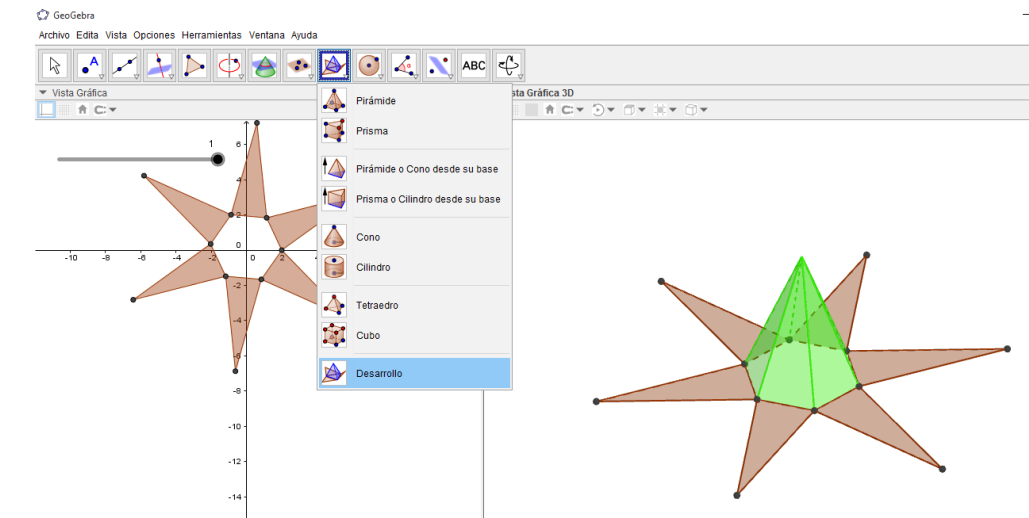 GeoGebra
Archivo Edita Vista Opciones Herramientas Ventana Ayuda
A
ABC
Vista Gráfica
sta Gráfica 3D
Pirámide
Prisma
Pirámide o Cono desde su base
Prisma o Cilindro desde su base
Cono
Cilindro
Tetraedro
Cubo
Desarrollo
1
6
4
2
0
-10 -8 -6 -4 -2 0 2 4
-2
-4
-6
-8
-10
-12
-14